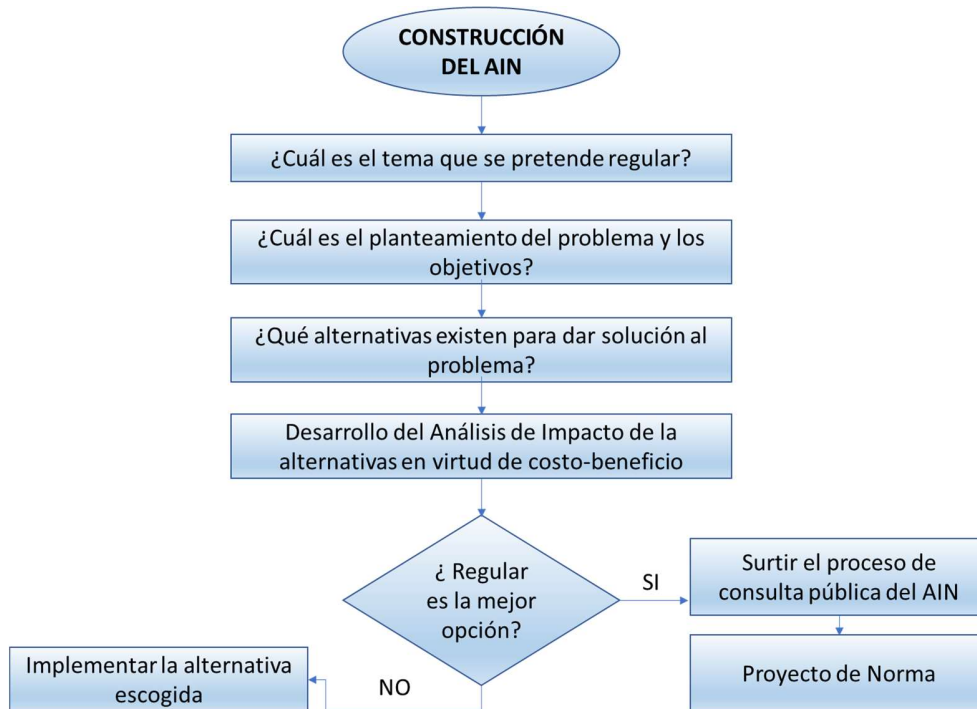 CONSTRUCCIÓN
DEL AIN
¿Cuál es el tema que se pretende regular?
¿Cuál es el planteamiento del problema y los
objetivos?
¿Qué alternativas existen para dar solución al
problema?
Desarrollo del Análisis de Impacto de la
alternativas en virtud de costo-beneficio
¿ Regular
es la mejor
opción?
SI
Surtir el proceso de
consulta pública del AIN
Proyecto de Norma
NO
Implementar la alternativa
escogida